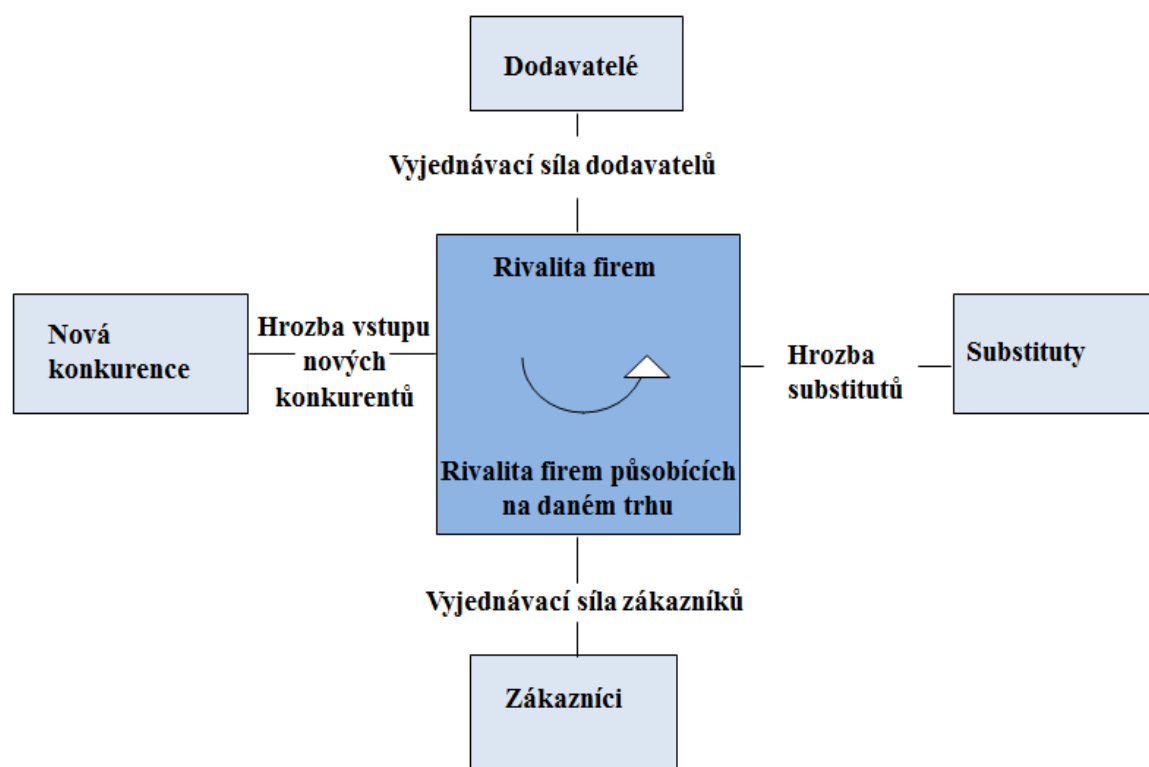 Dodavatelé
Vyjednávací síla dodavatelů
Rivalita firem
Nová
konkurence
Hrozba vstupu
nových
konkurentů
Hrozba
substitutů
Substituty
Rivalita firem působících
na daném trhu
Vyjednávací síla zákazníků
Zákazníci